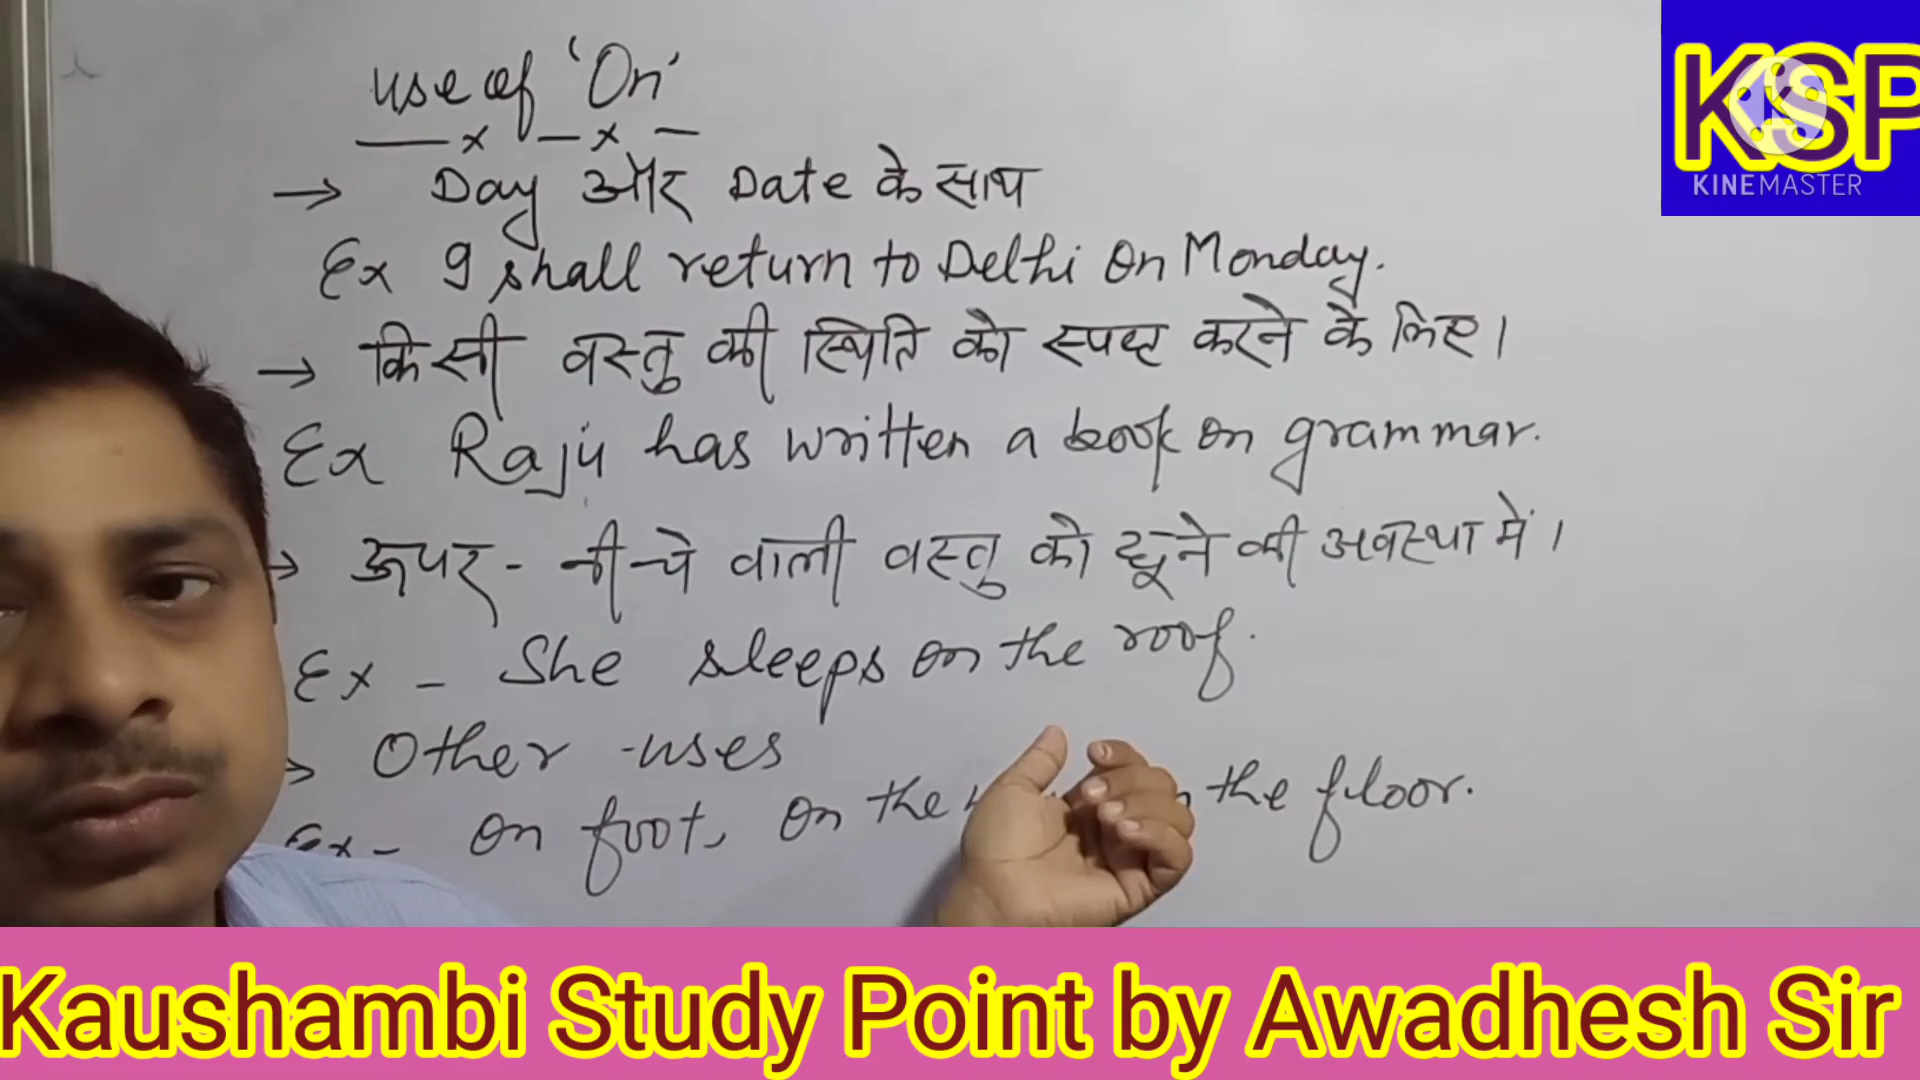 use of 'On'
KSP
KINEMASTER
→ Day और Date के साथ
Ex I shall return to Delhi on Monday.
→ किसी वस्तु की स्थिति को स्पष्ट करने के लिए।
Ex Raju has written a book on grammar.
→ ऊपर - नीचे वाली वस्तु को छूने की अवस्था में।
Ex - She sleeps on the roof.
→ Other uses
Ex - on foot, on the the floor.
Kaushambi Study Point by Awadhesh Sir